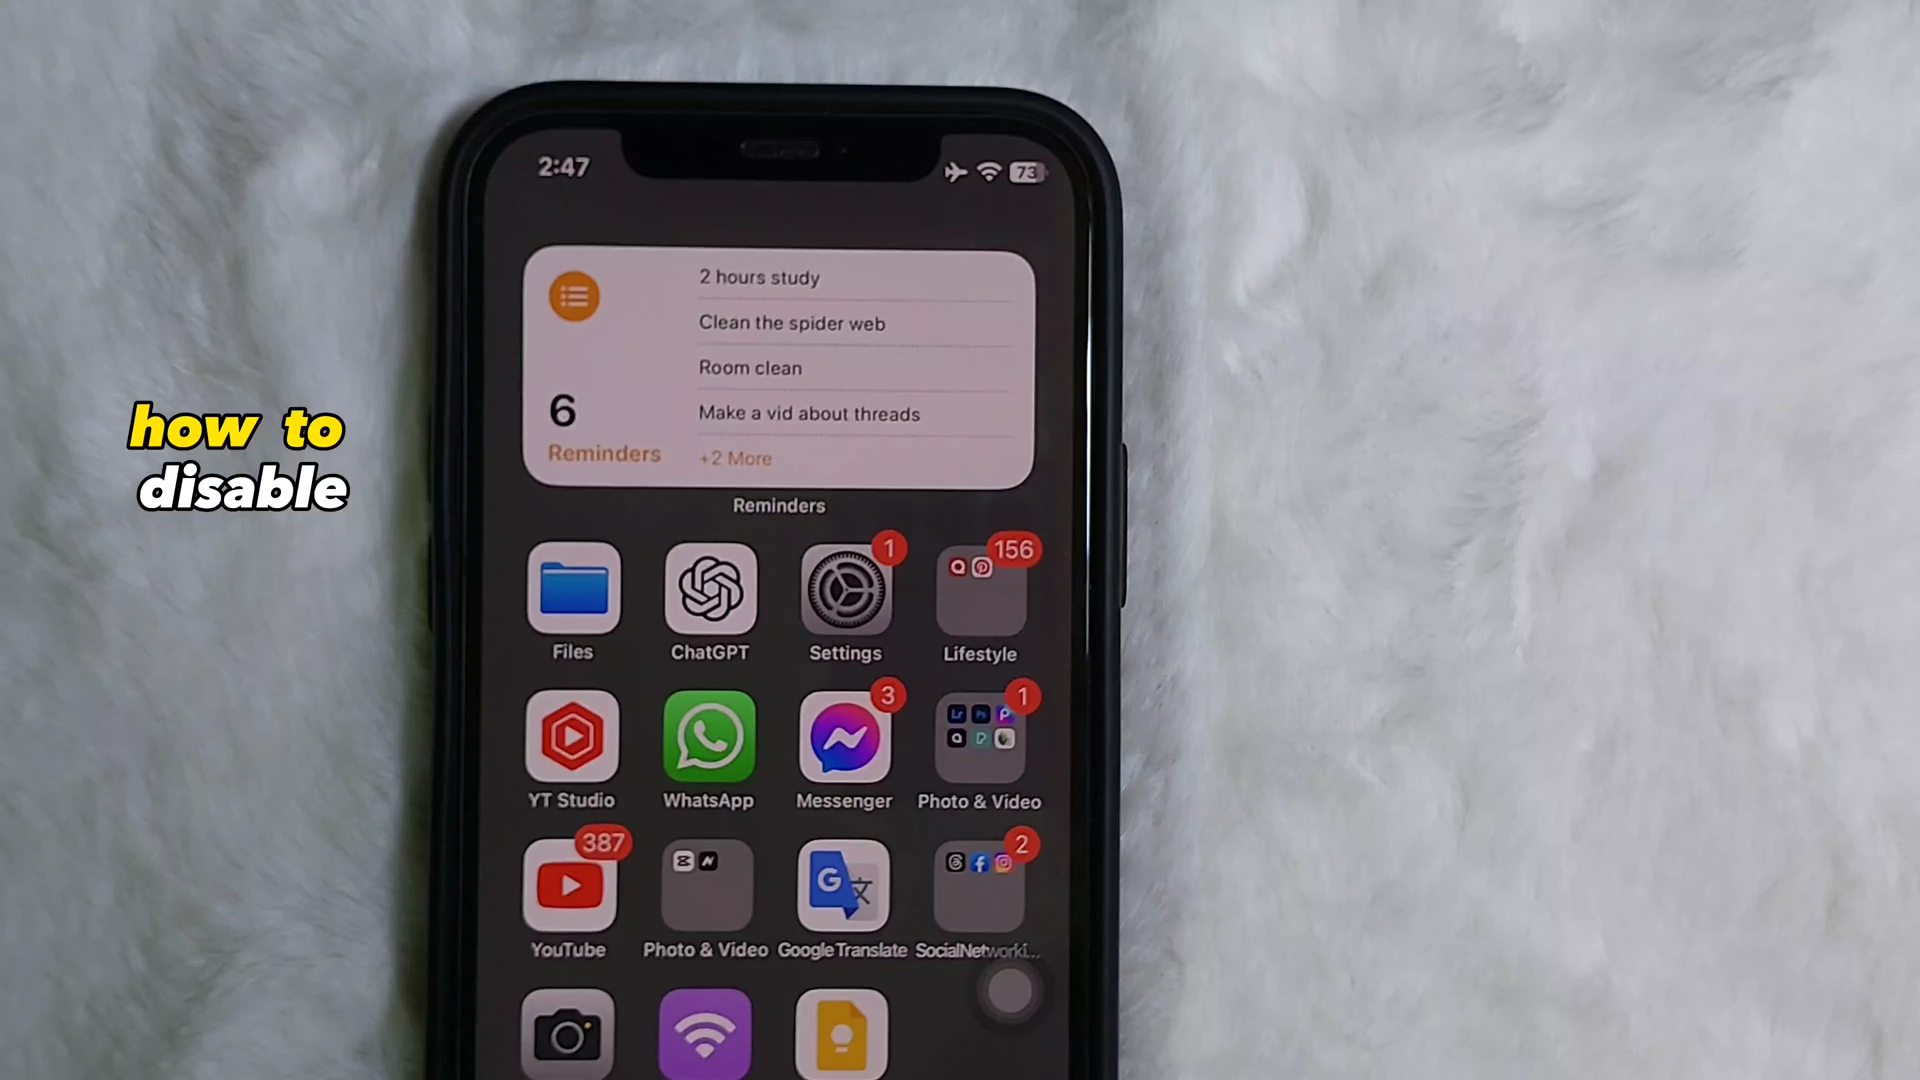 how to
disable
2:47
73
2 hours study
Clean the spider web
Room clean
Make a vid about threads
+2 More
6
Reminders
Reminders
1
156
Files
ChatGPT
Settings
Lifestyle
3
1
Lr
Ps
YT Studio
WhatsApp
Messenger
Photo & Video
387
2
G
YouTube
Photo & Video
Google Translate
SocialNetworki...